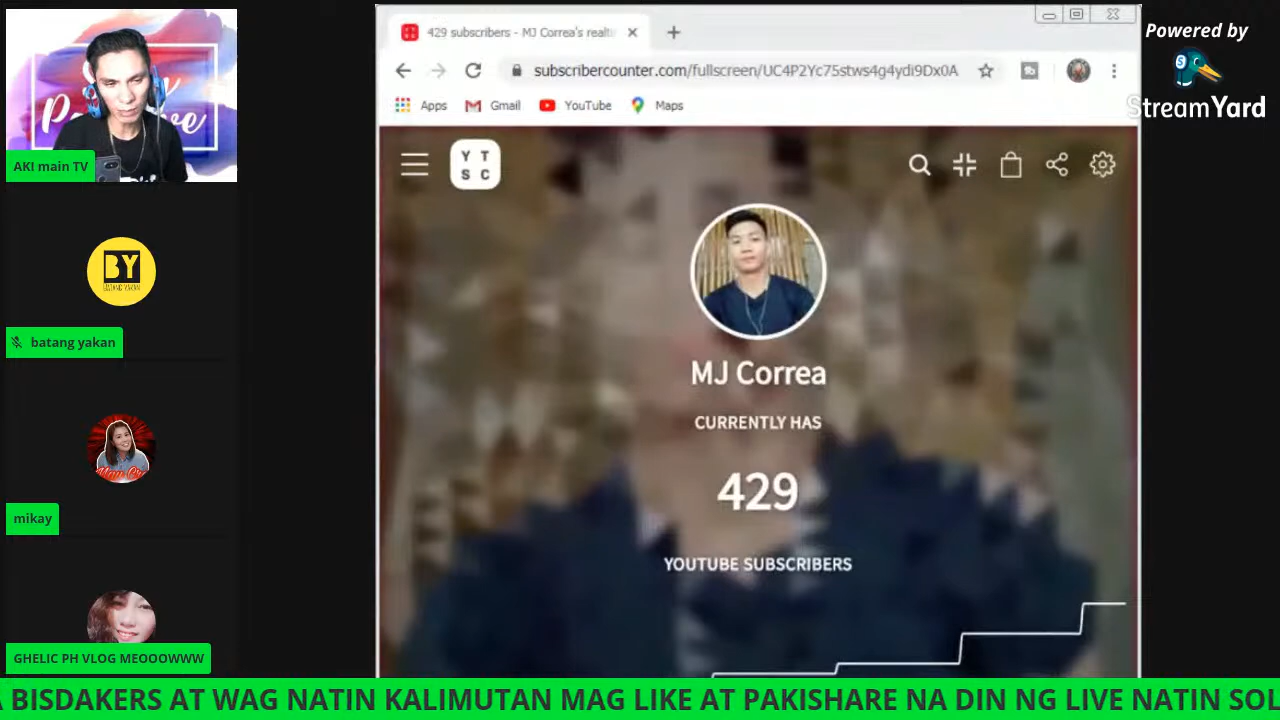 AKI main TV
BY
batang yakan
mikay
GHELIC PH VLOG MEOOOWWW
429 subscribers - MJ Correa's realti
subscribercounter.com/fullscreen/UC4P2Yc75stws4g4ydi9Dx0A
Apps Gmail YouTube Maps
Y T
S C
MJ Correa
CURRENTLY HAS
429
YOUTUBE SUBSCRIBERS
Powered by
StreamYard
A BISDAKERS AT WAG NATIN KALIMUTAN MAG LIKE AT PAKISHARE NA DIN NG LIVE NATIN SOL